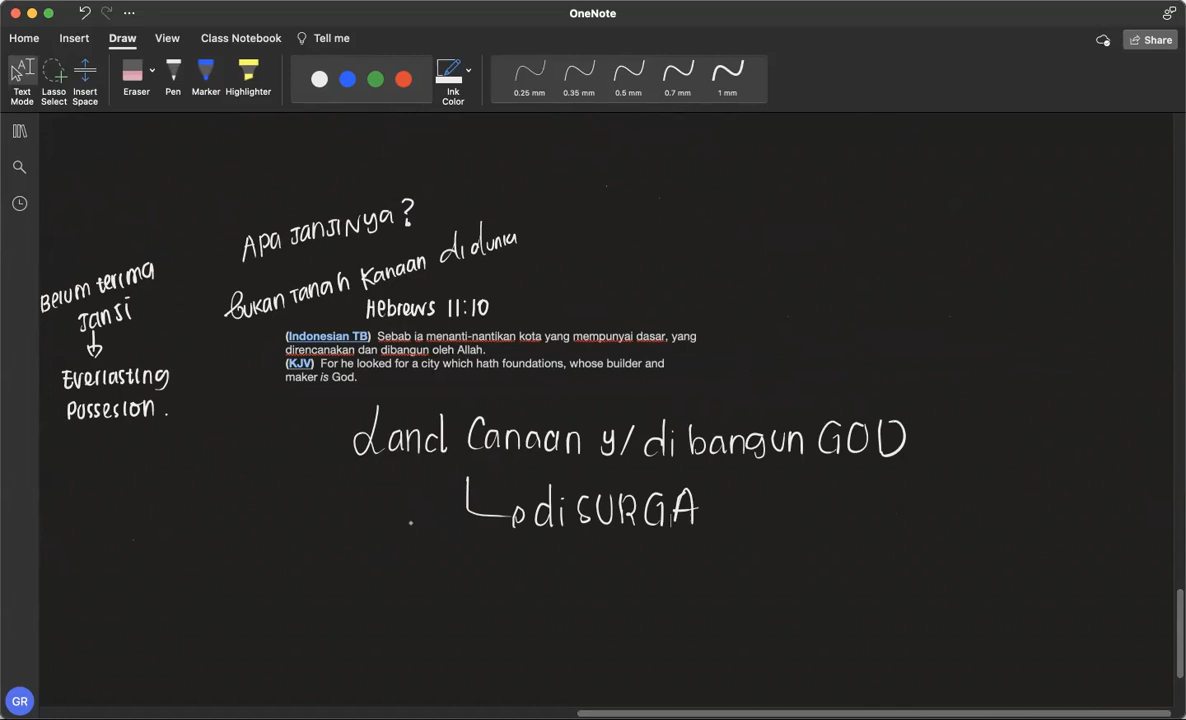 OneNote
Home Insert Draw View Class Notebook Tell me
Share
Text Mode
Lasso Select
Insert Space
Eraser
Pen
Marker
Highlighter
Ink Color
0.25 mm
0.35 mm
0.5 mm
0.7 mm
1 mm
Apa JanJiNya?
bukan Tanah Kanaan di dunia
Belum terima
Janji
Everlasting
Possesion.
Hebrews 11:10
(Indonesian TB) Sebab ia menanti-nantikan kota yang mempunyai dasar, yang
direncanakan dan dibangun oleh Allah.
(KJV) For he looked for a city which hath foundations, whose builder and
maker is God.
Land Canaan y/ di bangun GOD
di SURGA
GR